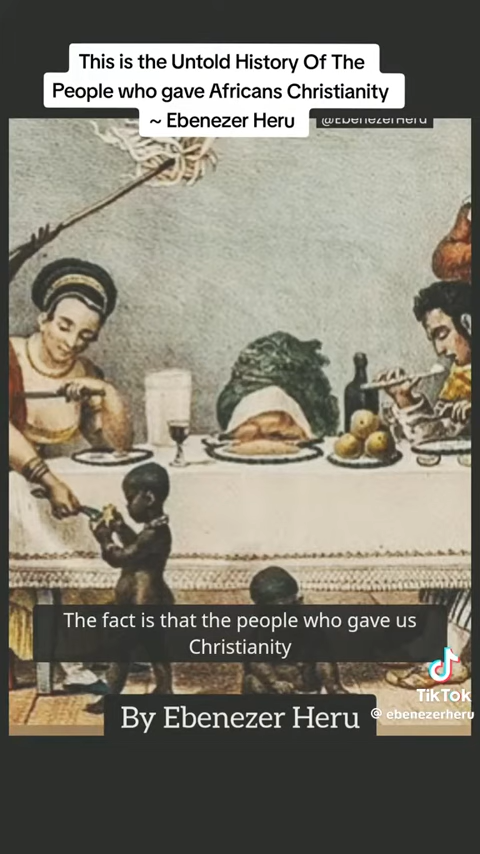 This is the Untold History Of The
People who gave Africans Christianity
~ Ebenezer Heru
@EbenezerHeru
The fact is that the people who gave us
Christianity
TikTok
@ebenezerheru
By Ebenezer Heru